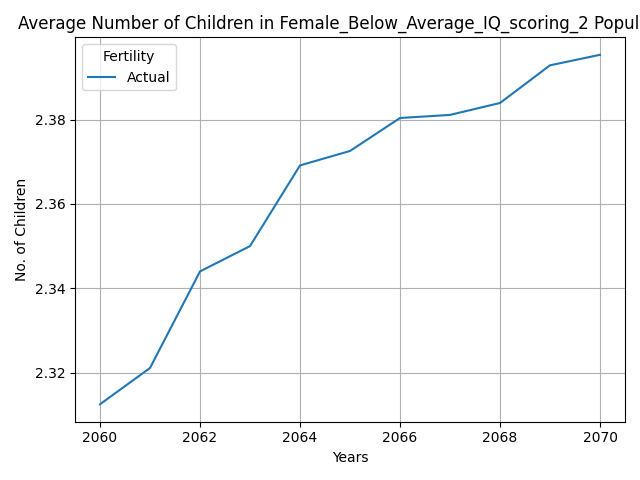 Average Number of Children in Female_Below_Average_IQ_scoring_2 Popul
Fertility
Actual
2.38
2.36
2.34
2.32
No. of Children
2060 2062 2064 2066 2068 2070
Years